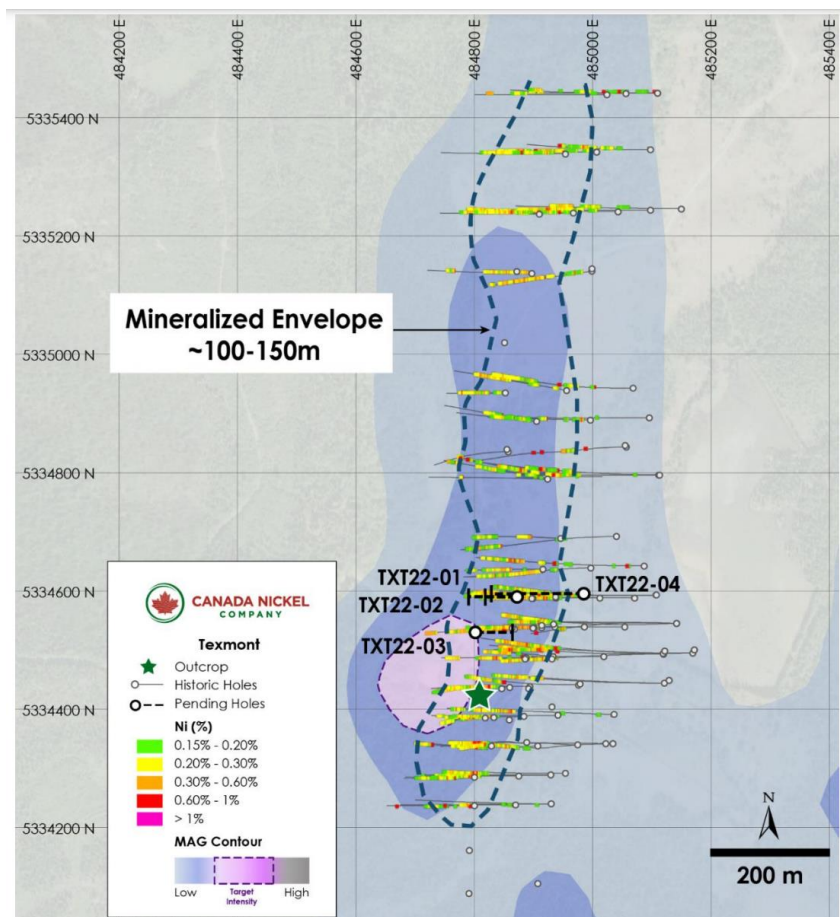 484200 E
484400 E
484600 E
484800 E
485000 E
485200 E
485400 E
5335400 N
5335200 N
Mineralized Envelope
~100-150m
5335000 N
5334800 N
5334600 N
5334400 N
5334200 N
TXT22-01
TXT22-04
TXT22-02
TXT22-03
CANADA NICKEL
COMPANY
Texmont
Outcrop
Historic Holes
Pending Holes
Ni (%)
0.15% - 0.20%
0.20% - 0.30%
0.30% - 0.60%
0.60% - 1%
> 1%
MAG Contour
Low
Target
Intensity
High
N
200 m